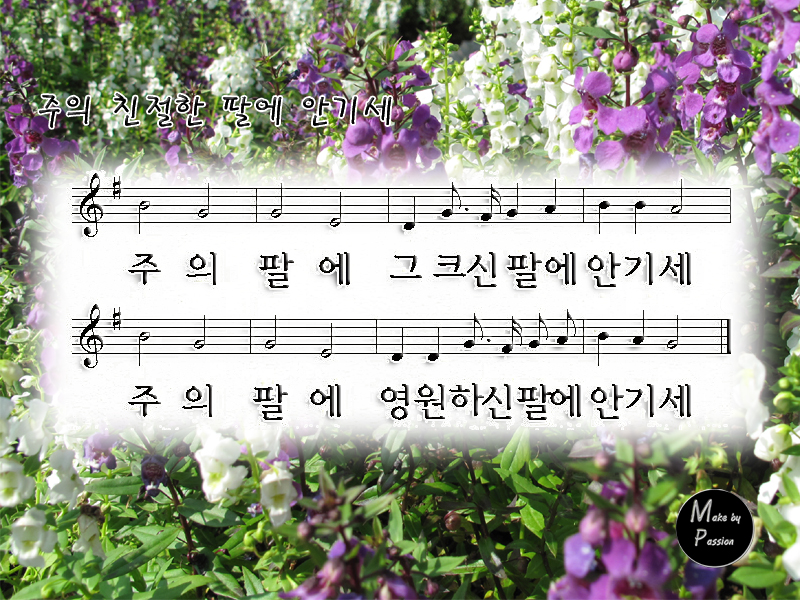 주의 친절한 팔에 안기세
주 의 팔 에 그 크신 팔에 안기세
주 의 팔 에 영원하신팔에 안기세
Make by
Passion